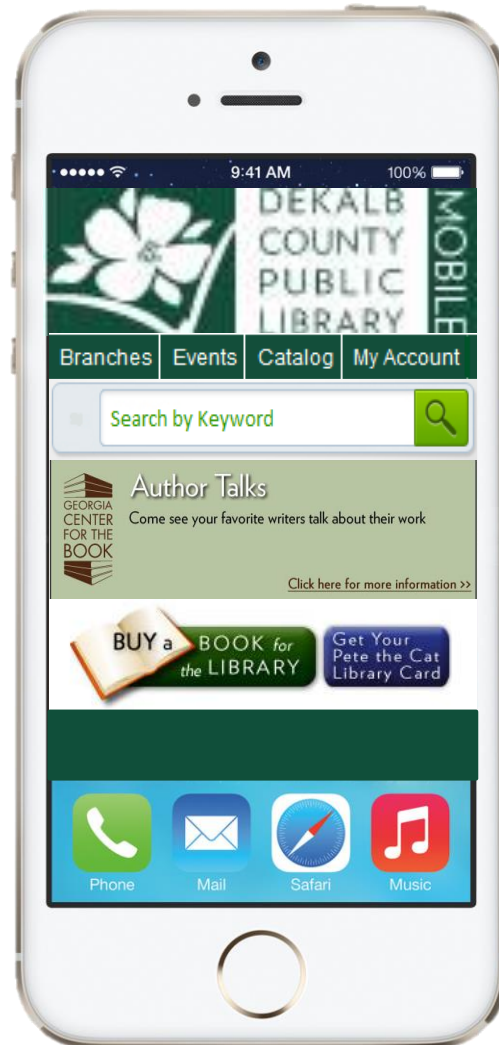 9:41 AM 100%
DEKALB
COUNTY
PUBLIC
LIBRARY
MOBILE
Branches Events Catalog My Account
Search by Keyword
GEORGIA
CENTER
FOR THE
BOOK
Author Talks
Come see your favorite writers talk about their work
Click here for more information >>
BUY a BOOK for
the LIBRARY
Get Your
Pete the Cat
Library Card
Phone Mail Safari Music